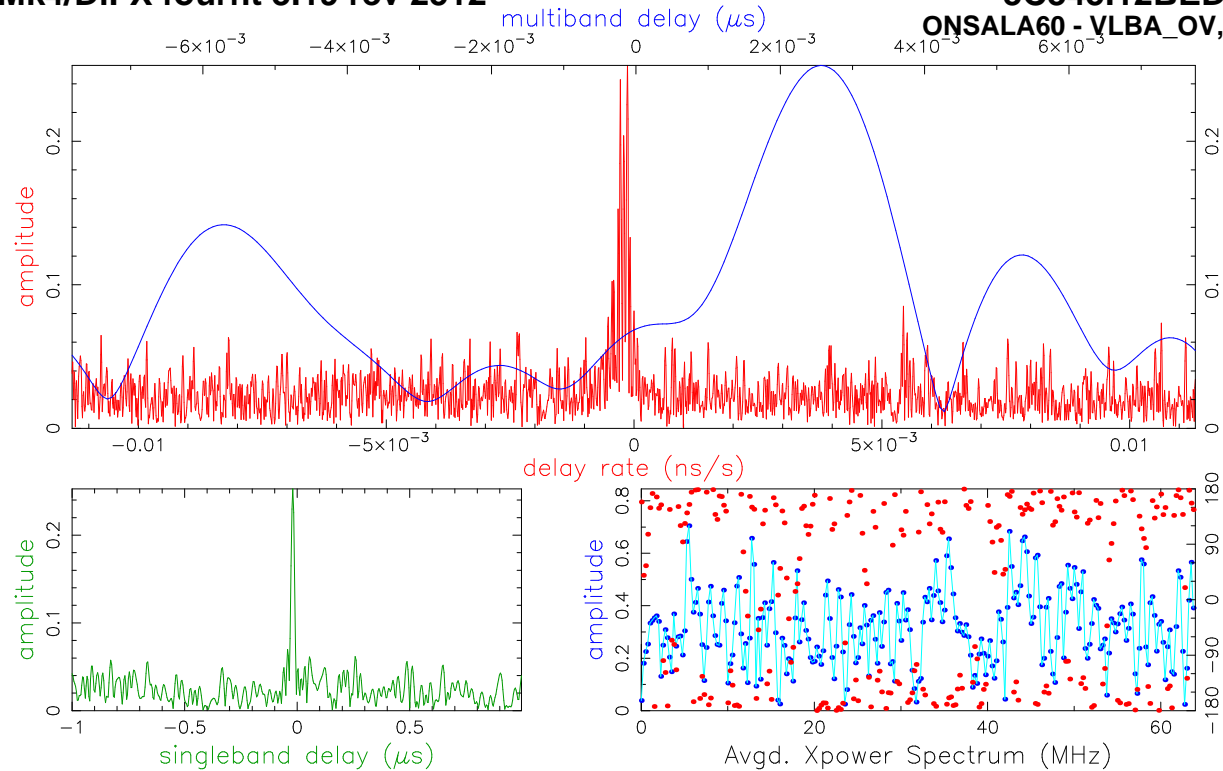 multiband delay (μs)
ONSALA60 - VLBA_OV,
−6×10⁻³ −4×10⁻³ −2×10⁻³ 0 2×10⁻³ 4×10⁻³ 6×10⁻³
amplitude
0 0.1 0.2
0 0.1 0.2
−0.01 −5×10⁻³ 0 5×10⁻³ 0.01
delay rate (ns/s)
amplitude
0 0.1 0.2
−1 −0.5 0 0.5
singleband delay (μs)
amplitude
0 0.2 0.4 0.6 0.8
−180 −90 0 90 180
0 20 40 60
Avgd. Xpower Spectrum (MHz)